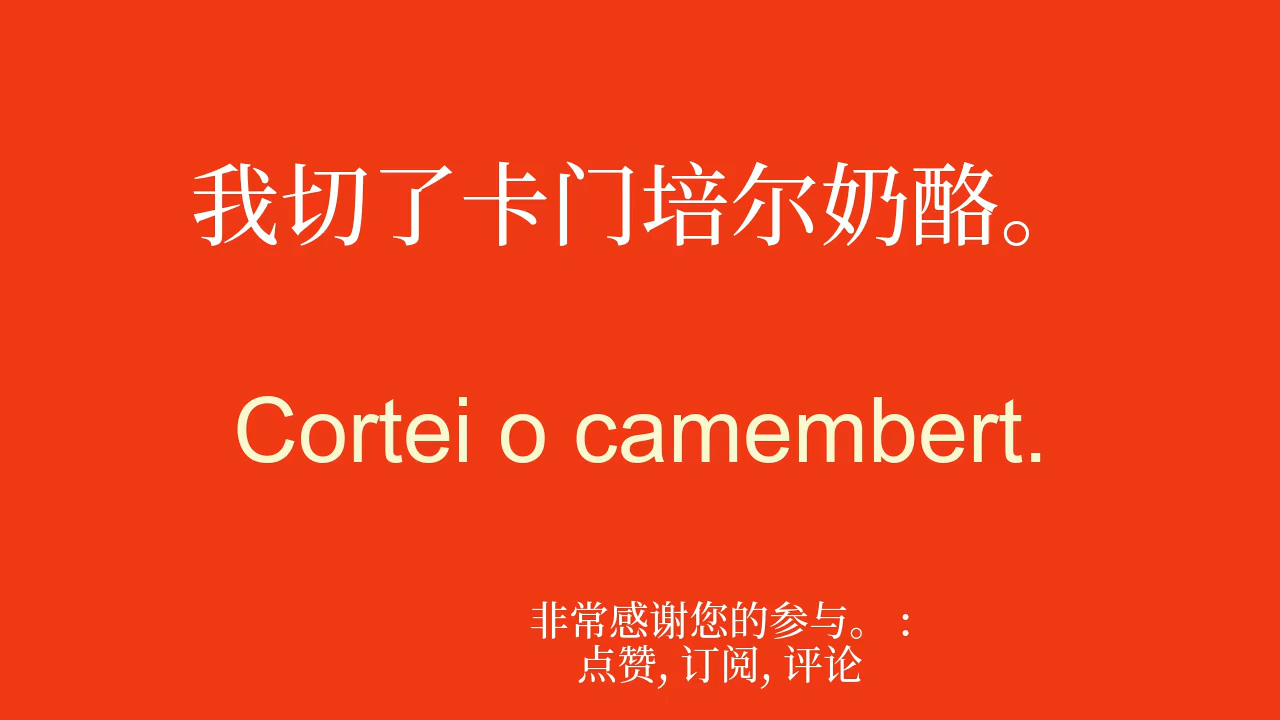 我切了卡门培尔奶酪。
Cortei o camembert.
非常感谢您的参与。 :
点赞, 订阅, 评论